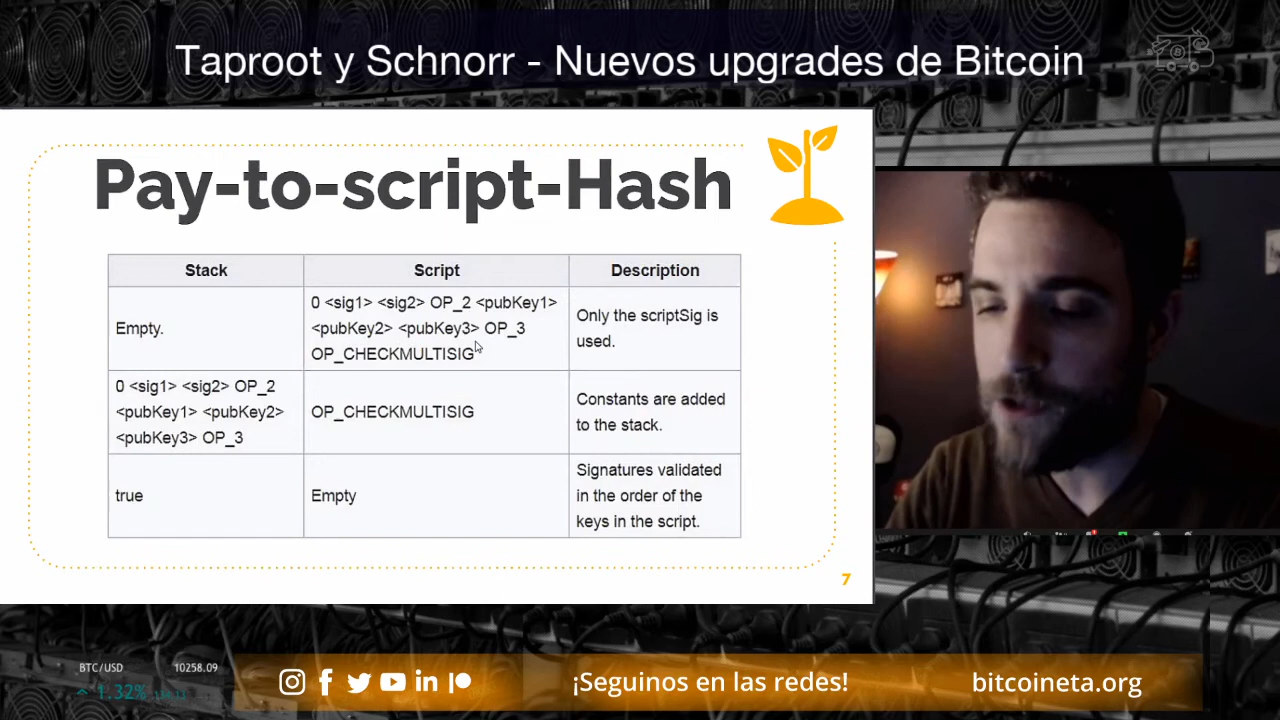 Taproot y Schnorr - Nuevos upgrades de Bitcoin
Pay-to-script-Hash
Stack
Script
Description
Empty.
0 <sig1> <sig2> OP_2 <pubKey1>
<pubKey2> <pubKey3> OP_3
OP_CHECKMULTISIG
Only the scriptSig is
used.
0 <sig1> <sig2> OP_2
<pubKey1> <pubKey2>
<pubKey3> OP_3
OP_CHECKMULTISIG
Constants are added
to the stack.
true
Empty
Signatures validated
in the order of the
keys in the script.
7
BTC/USD 10258.09
1.32%
¡Seguinos en las redes!
bitcoineta.org